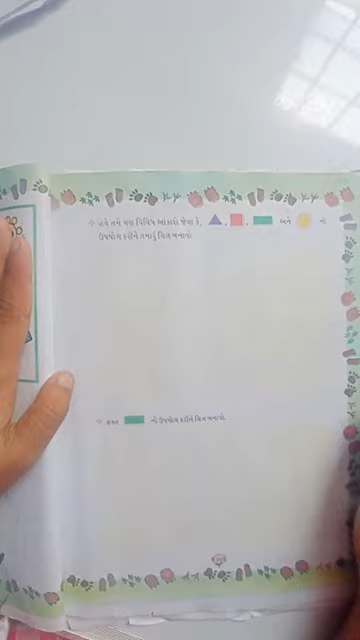 હવે તમે પણ વિવિધ આકારો જેવા કે, , , અને નો
ઉપયોગ કરીને તમારું ચિત્ર બનાવો.
ફક્ત નો ઉપયોગ કરીને ચિત્ર બનાવો.